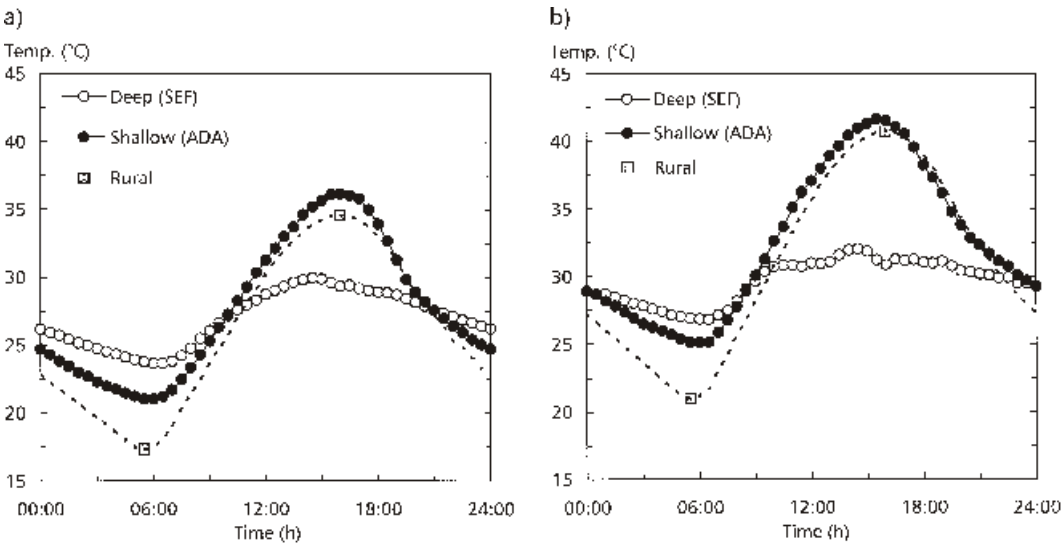 a)
Temp. (°C)
45
40
35
30
25
20
15
00:00 06:00 12:00 18:00 24:00
Time (h)
Deep (SEF)
Shallow (ADA)
Rural
b)
Temp. (°C)
45
40
35
30
25
20
15
00:00 06:00 12:00 18:00 24:00
Time (h)
Deep (SEF)
Shallow (ADA)
Rural